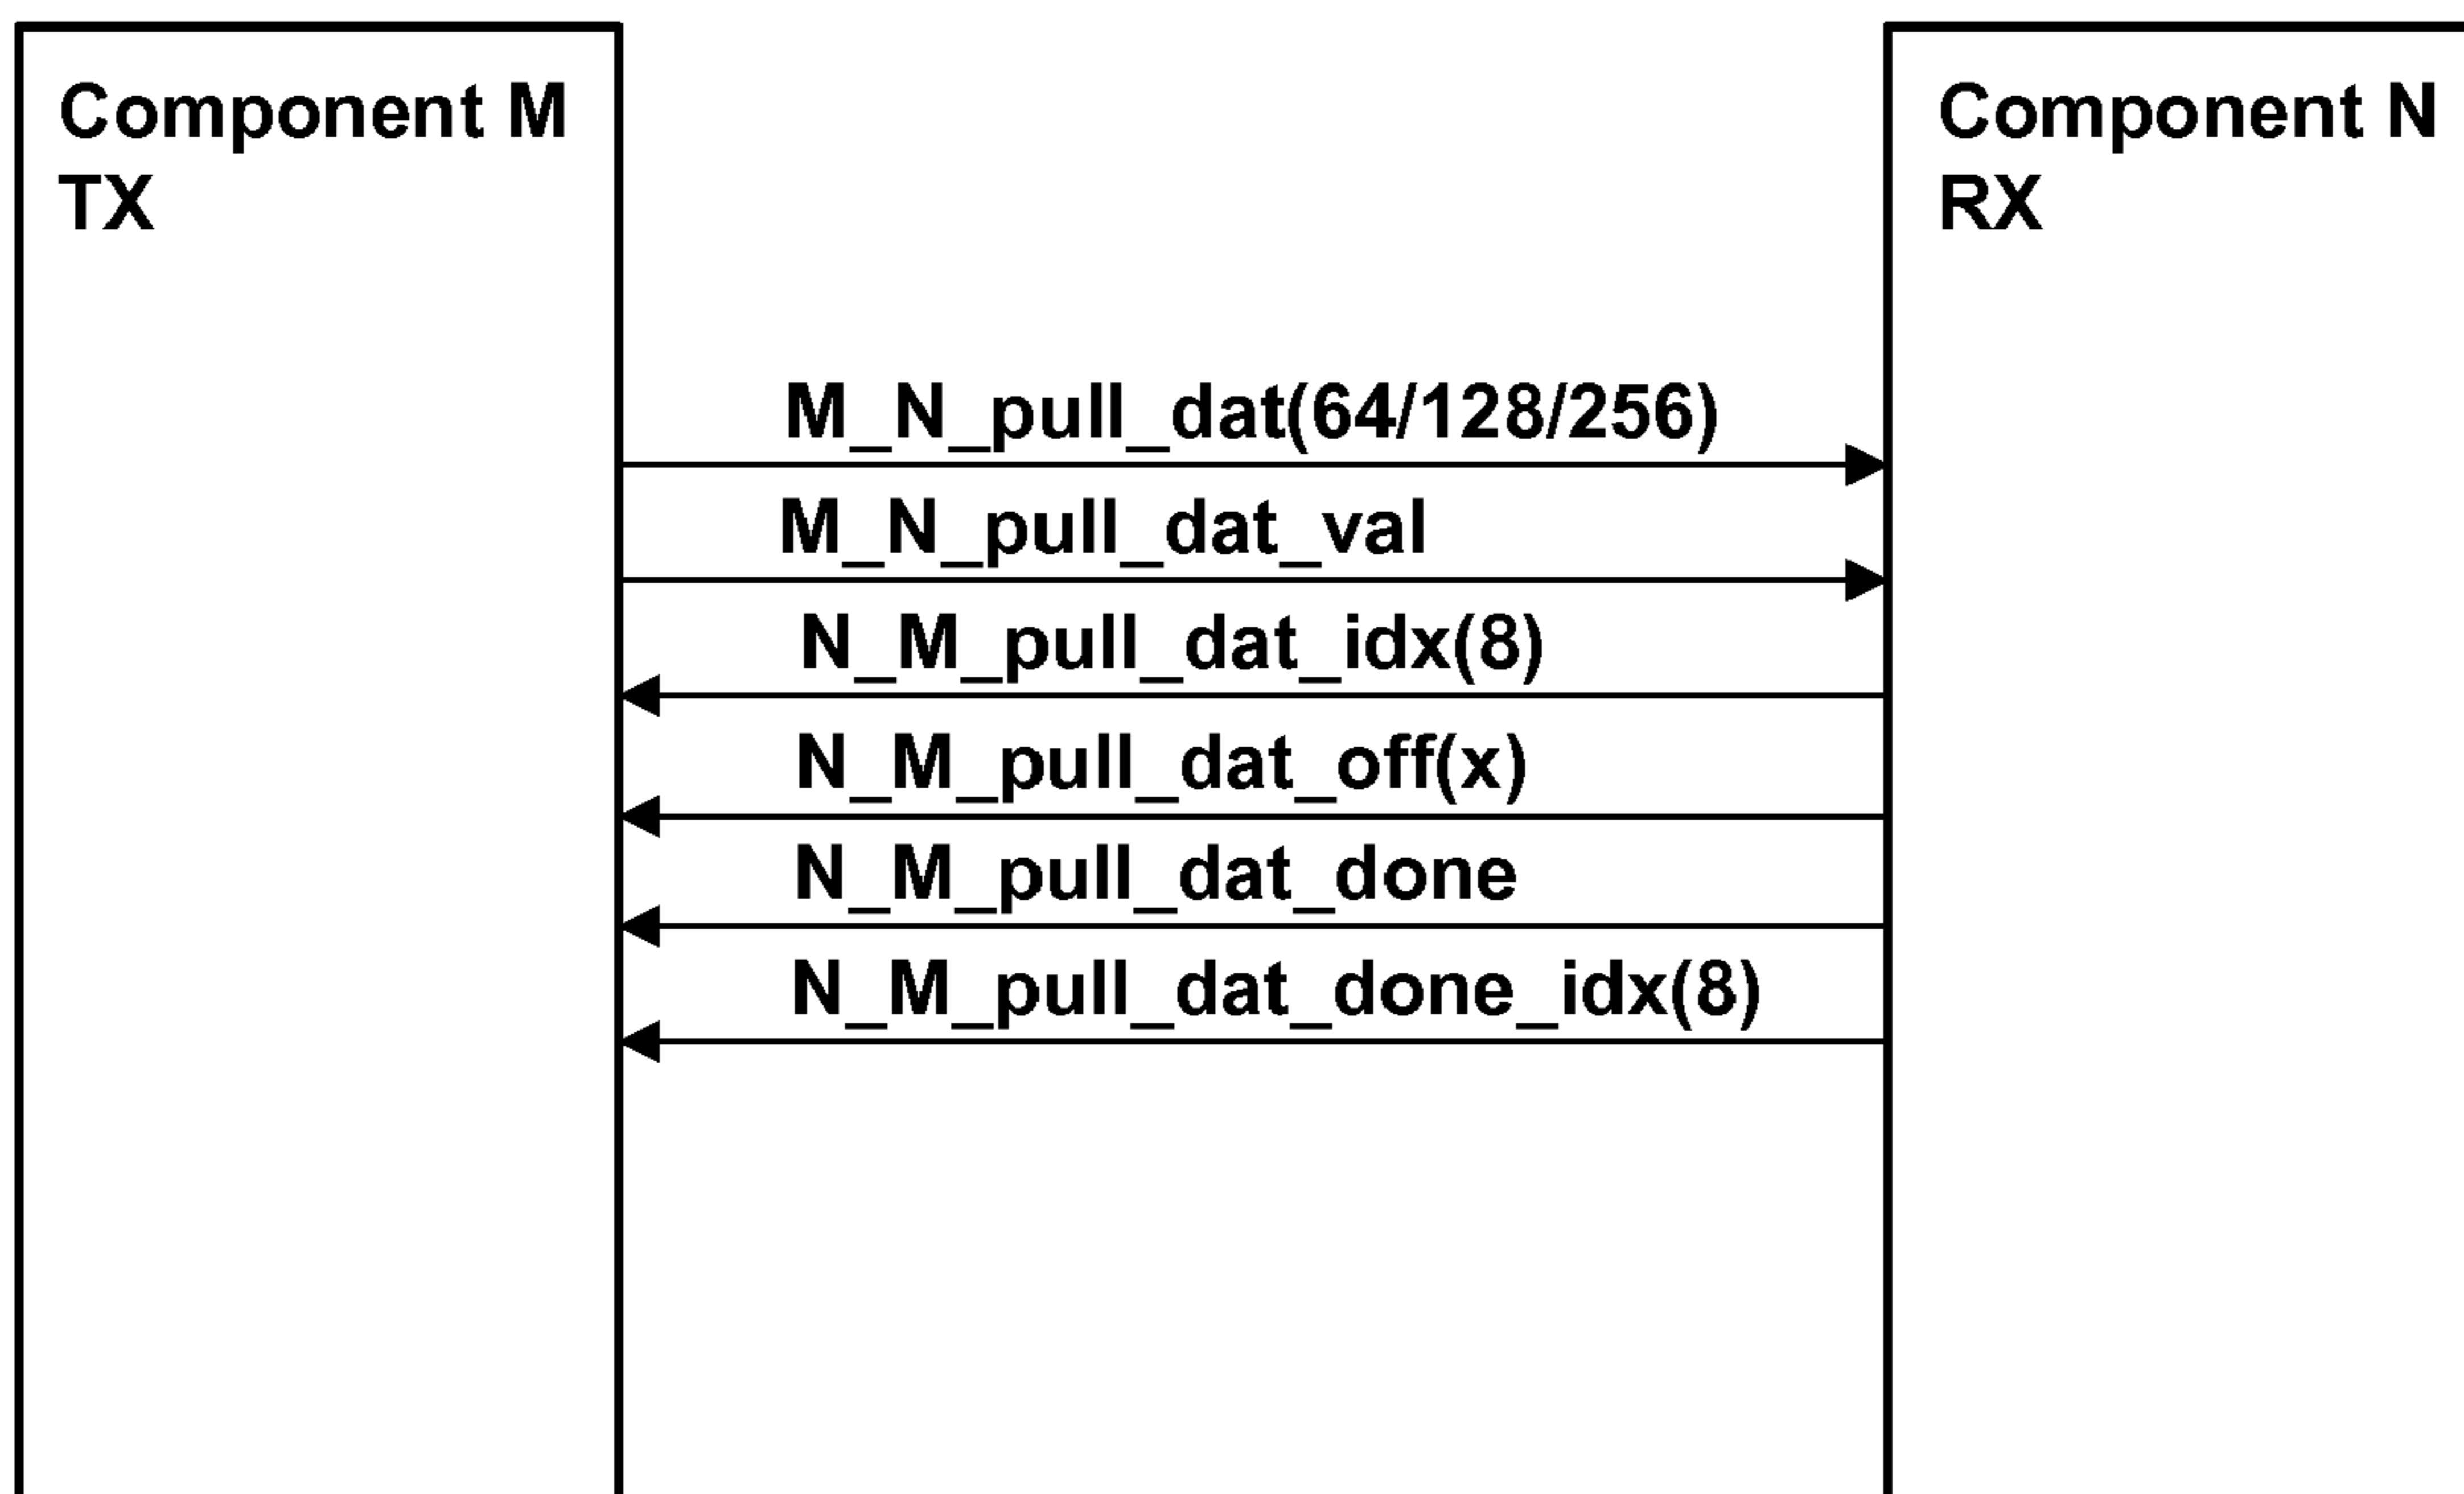 Component M
TX
Component N
RX
M_N_pull_dat(64/128/256)
M_N_pull_dat_val
N_M_pull_dat_idx(8)
N_M_pull_dat_off(x)
N_M_pull_dat_done
N_M_pull_dat_done_idx(8)